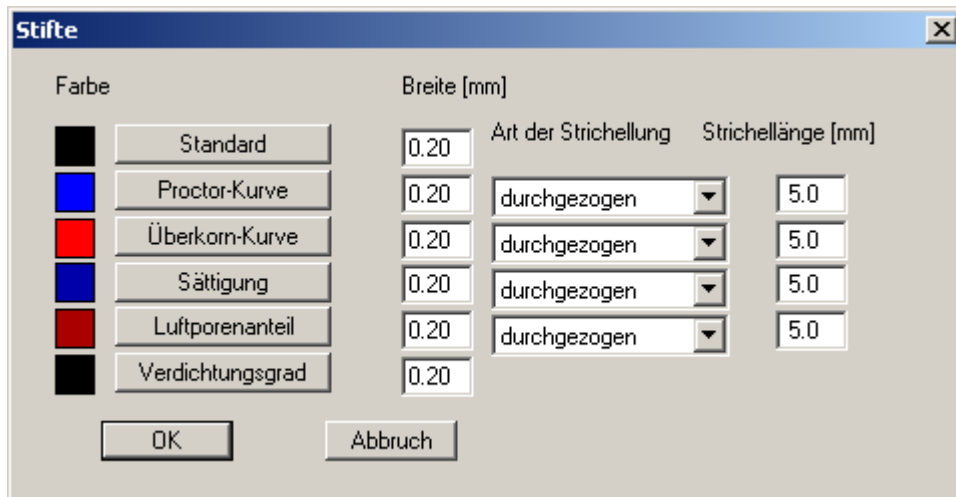 Stifte
Farbe Breite [mm]
Art der Strichellung Strichellänge [mm]
Standard 0.20
Proctor-Kurve 0.20 durchgezogen 5.0
Überkorn-Kurve 0.20 durchgezogen 5.0
Sättigung 0.20 durchgezogen 5.0
Luftporenanteil 0.20 durchgezogen 5.0
Verdichtungsgrad 0.20
OK Abbruch